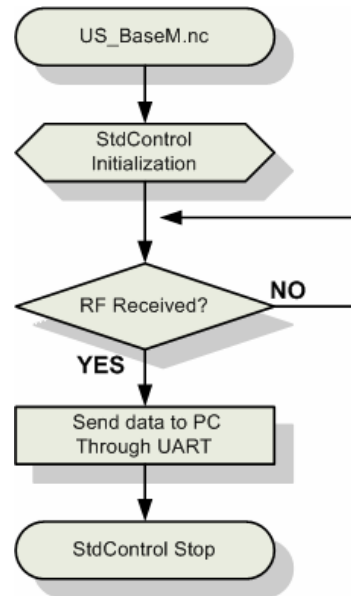 US_BaseM.nc
StdControl
Initialization
RF Received?
NO
YES
Send data to PC
Through UART
StdControl Stop